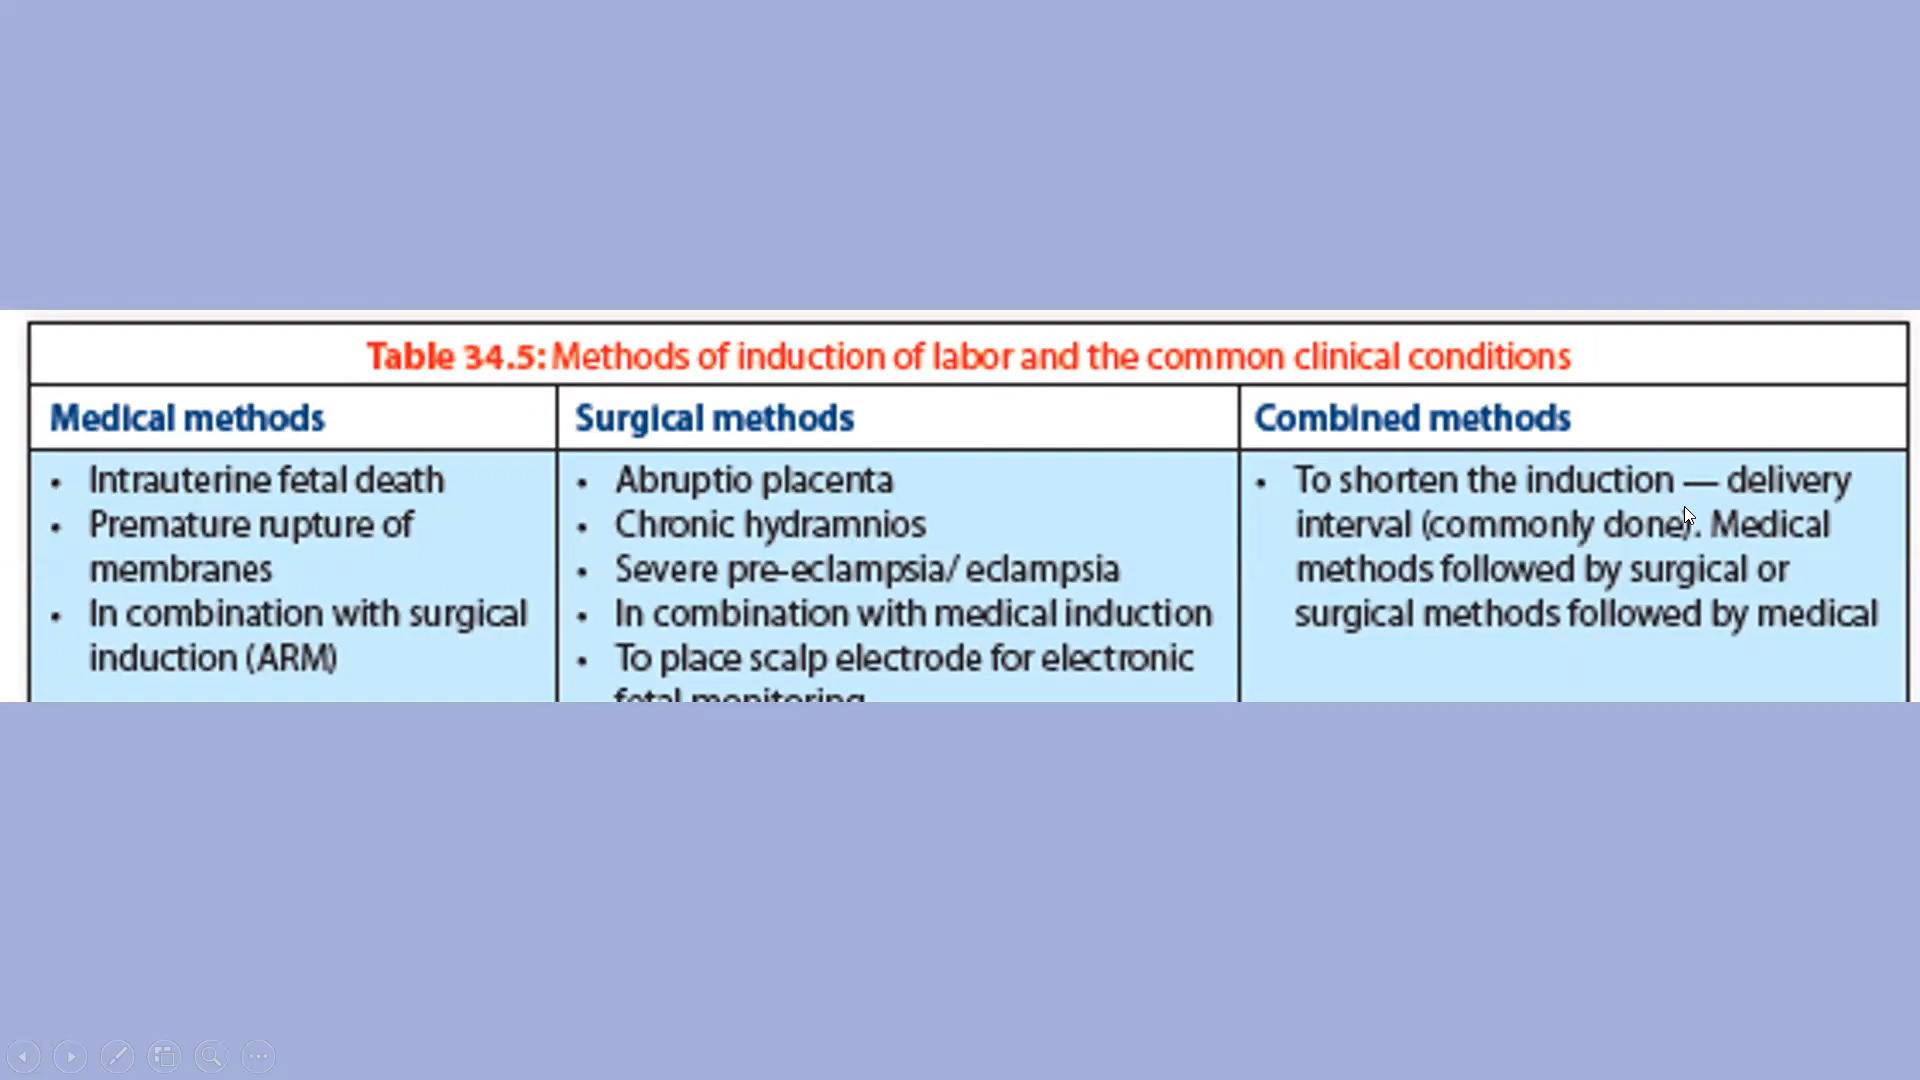 Table 34.5: Methods of induction of labor and the common clinical conditions
Medical methods
• Intrauterine fetal death
• Premature rupture of
membranes
• In combination with surgical
induction (ARM)
Surgical methods
• Abruptio placenta
• Chronic hydramnios
• Severe pre-eclampsia/ eclampsia
• In combination with medical induction
• To place scalp electrode for electronic
fetal monitoring
Combined methods
• To shorten the induction — delivery
interval (commonly done). Medical
methods followed by surgical or
surgical methods followed by medical